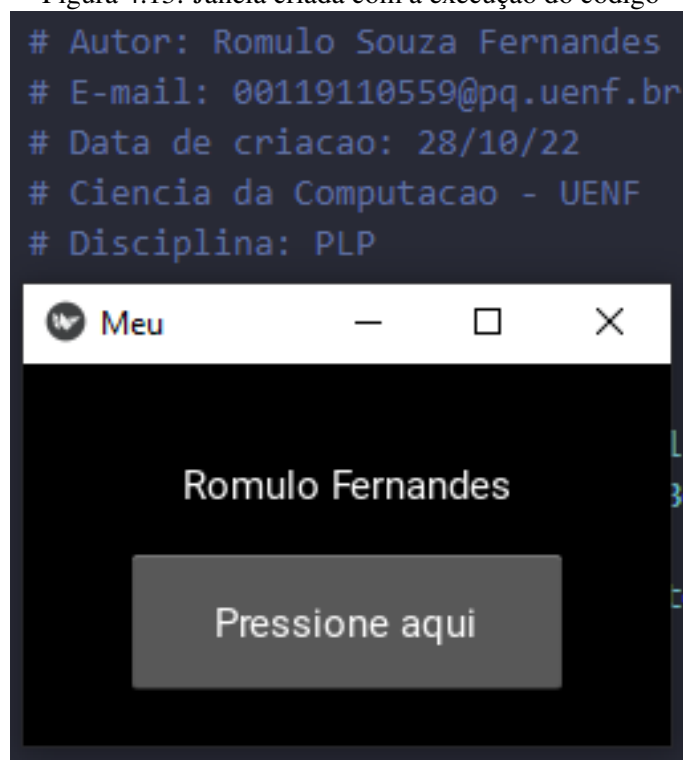 Figura 4.13: Janela criada com a execução do código
# Autor: Romulo Souza Fernandes
# E-mail: 00119110559@pq.uenf.br
# Data de criacao: 28/10/22
# Ciencia da Computacao - UENF
# Disciplina: PLP
Meu
Romulo Fernandes
Pressione aqui